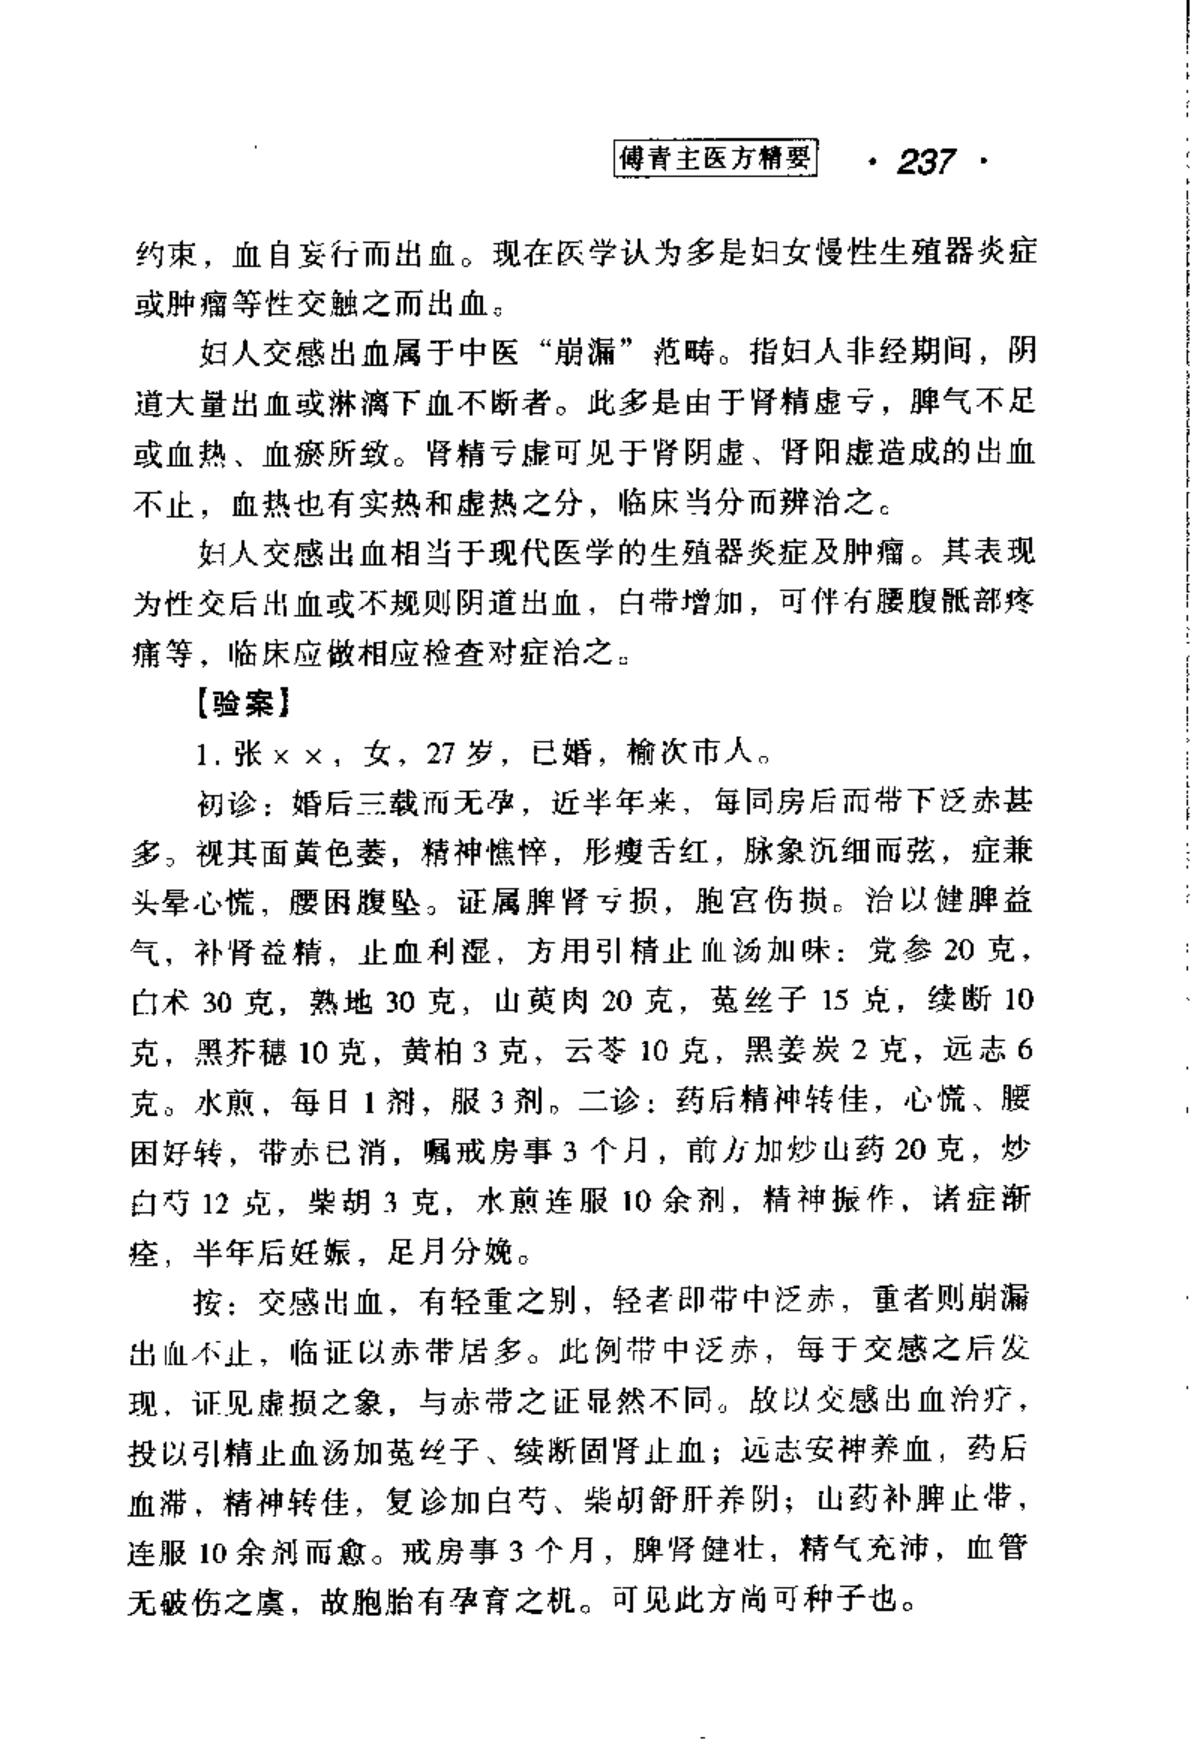 傅青主医方精要 · 237 ·
约束，血自妄行而出血。现在医学认为多是妇女慢性生殖器炎症
或肿瘤等性交触之而出血。
妇人交感出血属于中医“崩漏”范畴。指妇人非经期间，阴
道大量出血或淋漓下血不断者。此多是由于肾精虚亏，脾气不足
或血热、血瘀所致。肾精亏虚可见于肾阴虚、肾阳虚造成的出血
不止，血热也有实热和虚热之分，临床当分而辨治之。
妇人交感出血相当于现代医学的生殖器炎症及肿瘤。其表现
为性交后出血或不规则阴道出血，白带增加，可伴有腰腹骶部疼
痛等，临床应做相应检查对症治之。
【验案】
1. 张××，女，27岁，已婚，榆次市人。
初诊：婚后三载而无孕，近半年来，每同房后而带下泛赤甚
多。视其面黄色萎，精神憔悴，形瘦舌红，脉象沉细而弦，症兼
头晕心慌，腰困腹坠。证属脾肾亏损，胞宫伤损。治以健脾益
气，补肾益精，止血利湿，方用引精止血汤加味：党参20克，
白术30克，熟地30克，山萸肉20克，菟丝子15克，续断10
克，黑芥穗10克，黄柏3克，云苓10克，黑姜炭2克，远志6
克。水煎，每日1剂，服3剂。二诊：药后精神转佳，心慌、腰
困好转，带赤已消，嘱戒房事3个月，前方加炒山药20克，炒
白芍12克，柴胡3克，水煎连服10余剂，精神振作，诸症渐
痊，半年后妊娠，足月分娩。
按：交感出血，有轻重之别，轻者即带中泛赤，重者则崩漏
出血不止，临证以赤带居多。此例带中泛赤，每于交感之后发
现，证见虚损之象，与赤带之证显然不同。故以交感出血治疗，
投以引精止血汤加菟丝子、续断固肾止血；远志安神养血，药后
血滞，精神转佳，复诊加白芍、柴胡舒肝养阴；山药补脾止带，
连服10余剂而愈。戒房事3个月，脾肾健壮，精气充沛，血管
无破伤之虞，故胞胎有孕育之机。可见此方尚可种子也。